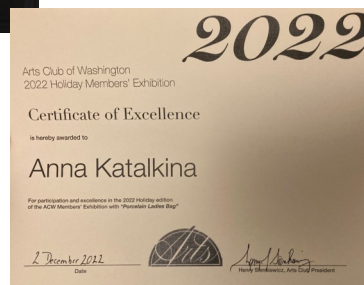 2022
Arts Club of Washington
2022 Holiday Members' Exhibition
Certificate of Excellence
is hereby awarded to
Anna Katalkina
For participation and excellence in the 2022 Holiday edition
of the ACW Members' Exhibition with "Porcelain Ladies Bag"
2 December 2022
Date
Arts
Henry Sienkiewicz, Arts Club President